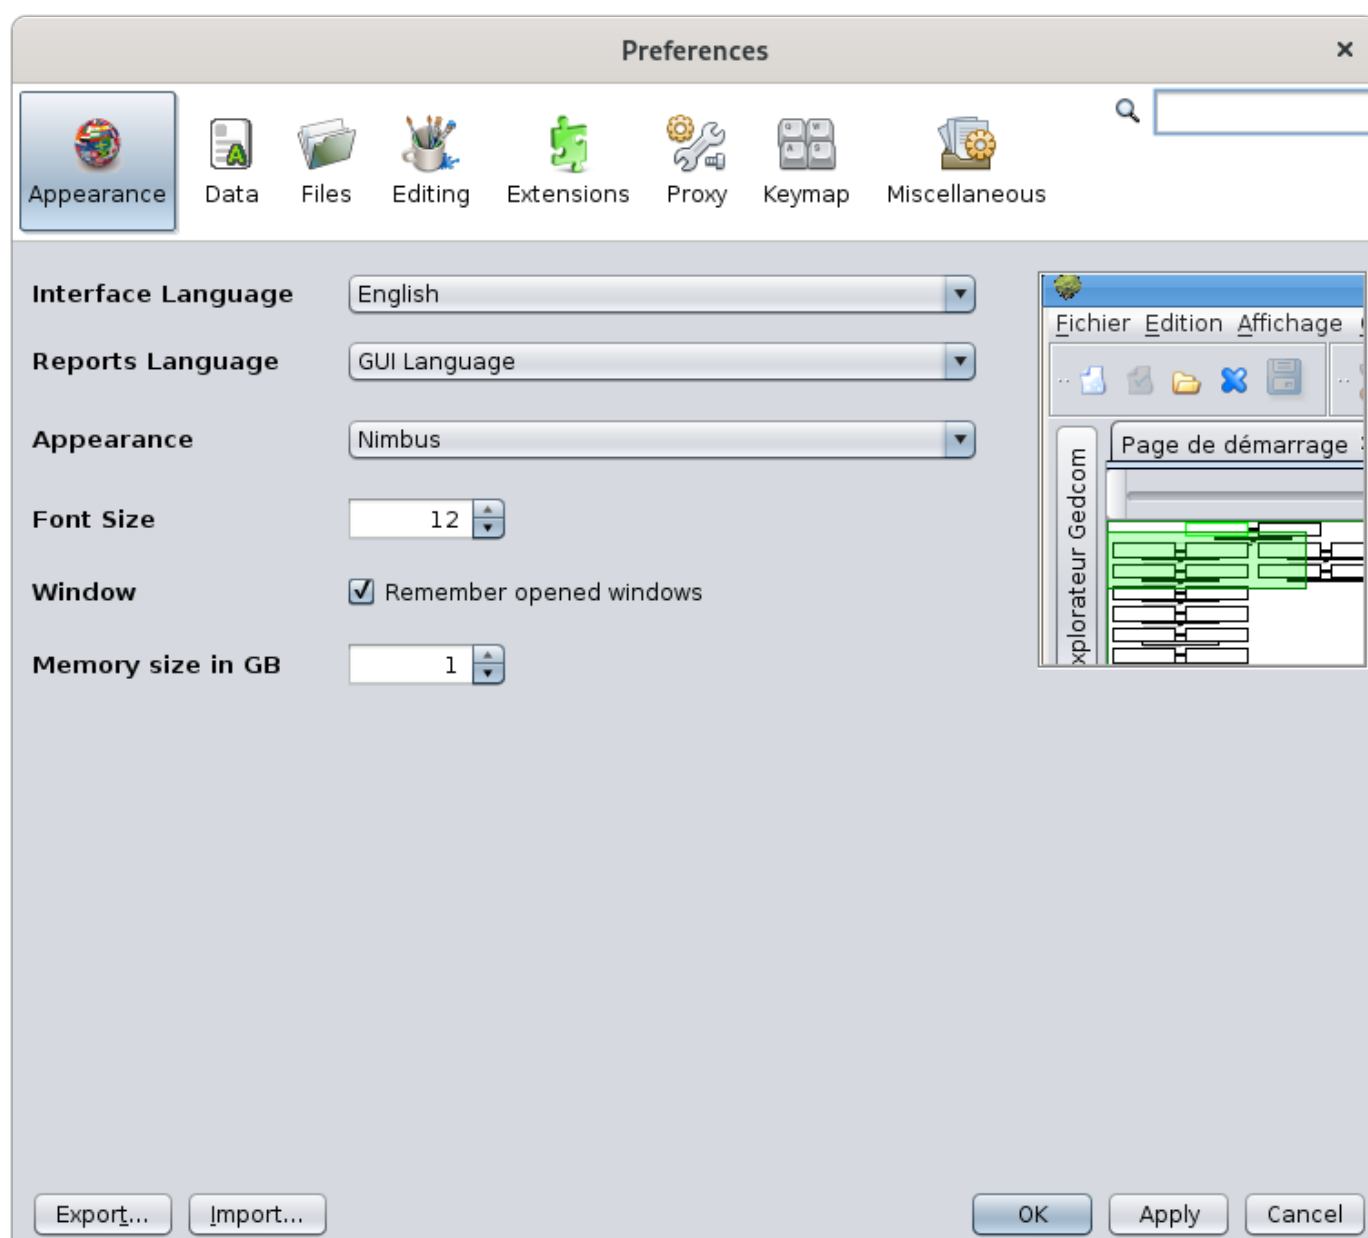 Preferences
Appearance
Data
Files
Editing
Extensions
Proxy
Keymap
Miscellaneous
Interface Language
English
Reports Language
GUI Language
Appearance
Nimbus
Font Size
12
Window
Remember opened windows
Memory size in GB
1
Fichier Edition Affichage
Page de démarrage
xplorateur Gedcom
Export...
Import...
OK
Apply
Cancel